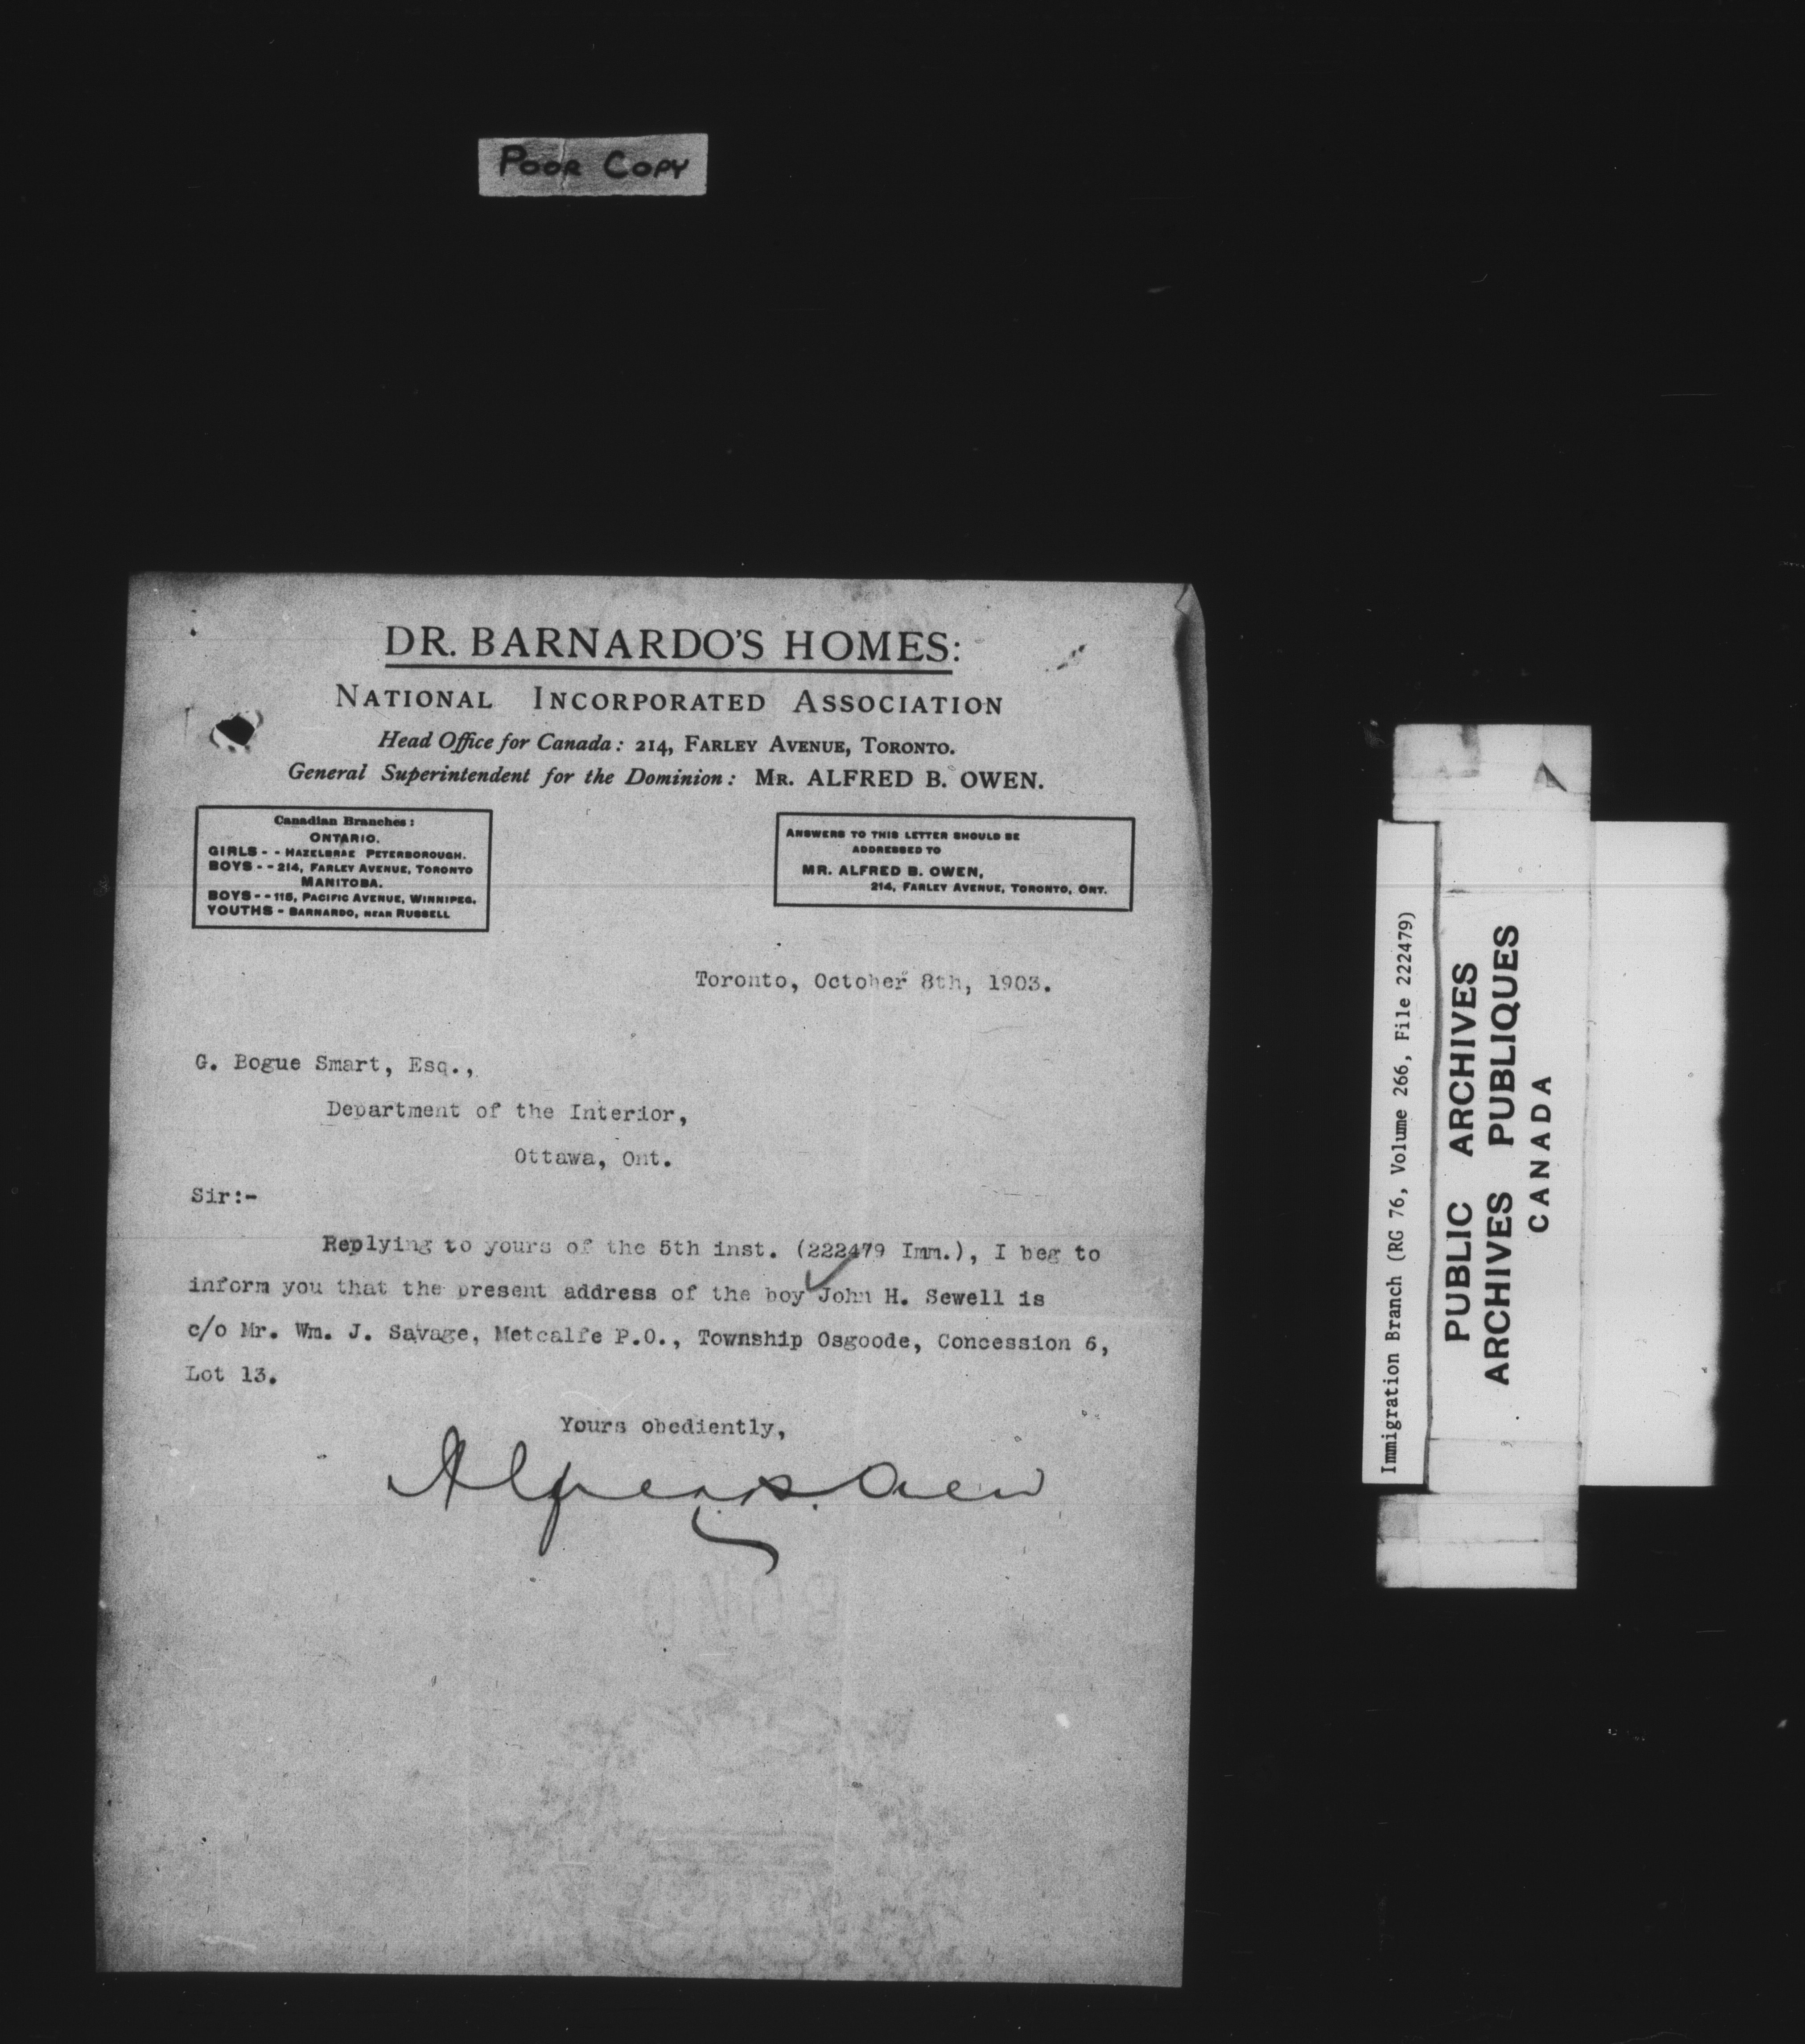 POOR COPY
DR. BARNARDO'S HOMES:
NATIONAL INCORPORATED ASSOCIATION
Head Office for Canada: 214, FARLEY AVENUE, TORONTO.
General Superintendent for the Dominion: MR. ALFRED B. OWEN.
Canadian Branches:
ONTARIO.
GIRLS - - HAZELBRAE PETERBOROUGH.
BOYS - - 214, FARLEY AVENUE, TORONTO
MANITOBA.
BOYS - - 115, PACIFIC AVENUE, WINNIPEG.
YOUTHS - BARNARDO, NEAR RUSSELL
ANSWERS TO THIS LETTER SHOULD BE
ADDRESSED TO
MR. ALFRED B. OWEN,
214, FARLEY AVENUE, TORONTO, ONT.
Toronto, October 8th, 1903.
G. Bogue Smart, Esq.,
Department of the Interior,
Ottawa, Ont.
Sir:-
Replying to yours of the 5th inst. (222479 Imm.), I beg to
inform you that the present address of the boy John H. Sewell is
c/o Mr. Wm. J. Savage, Metcalfe P.O., Township Osgoode, Concession 6,
Lot 13.
Yours obediently,
Alfred B. Owen
Immigration Branch (RG 76, Volume 266, File 222479)
PUBLIC ARCHIVES
ARCHIVES PUBLIQUES
CANADA